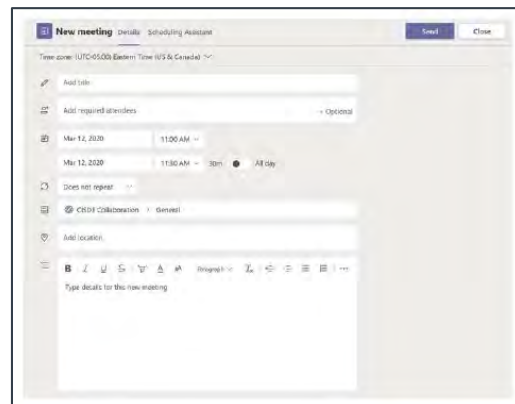 New meeting Details Scheduling Assistant Send Close
Time zone: (UTC-05:00) Eastern Time (US & Canada)
Add title
Add required attendees + Optional
Mar 12, 2020 11:00 AM
Mar 12, 2020 11:30 AM 30m All day
Does not repeat
Collaboration General
Add location
B I U S A Paragraph
Type details for this new meeting